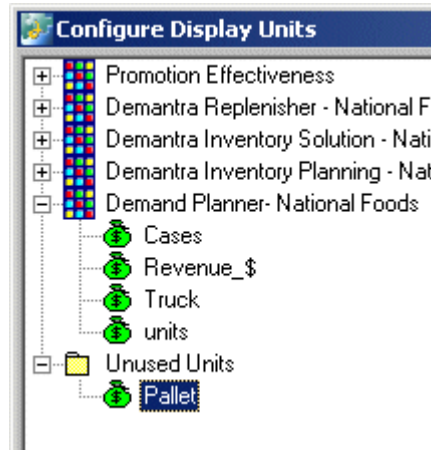 Configure Display Units
Promotion Effectiveness
Demantra Replenisher - National F
Demantra Inventory Solution - Nati
Demantra Inventory Planning - Nat
Demand Planner- National Foods
Cases
Revenue_$
Truck
units
Unused Units
Pallet